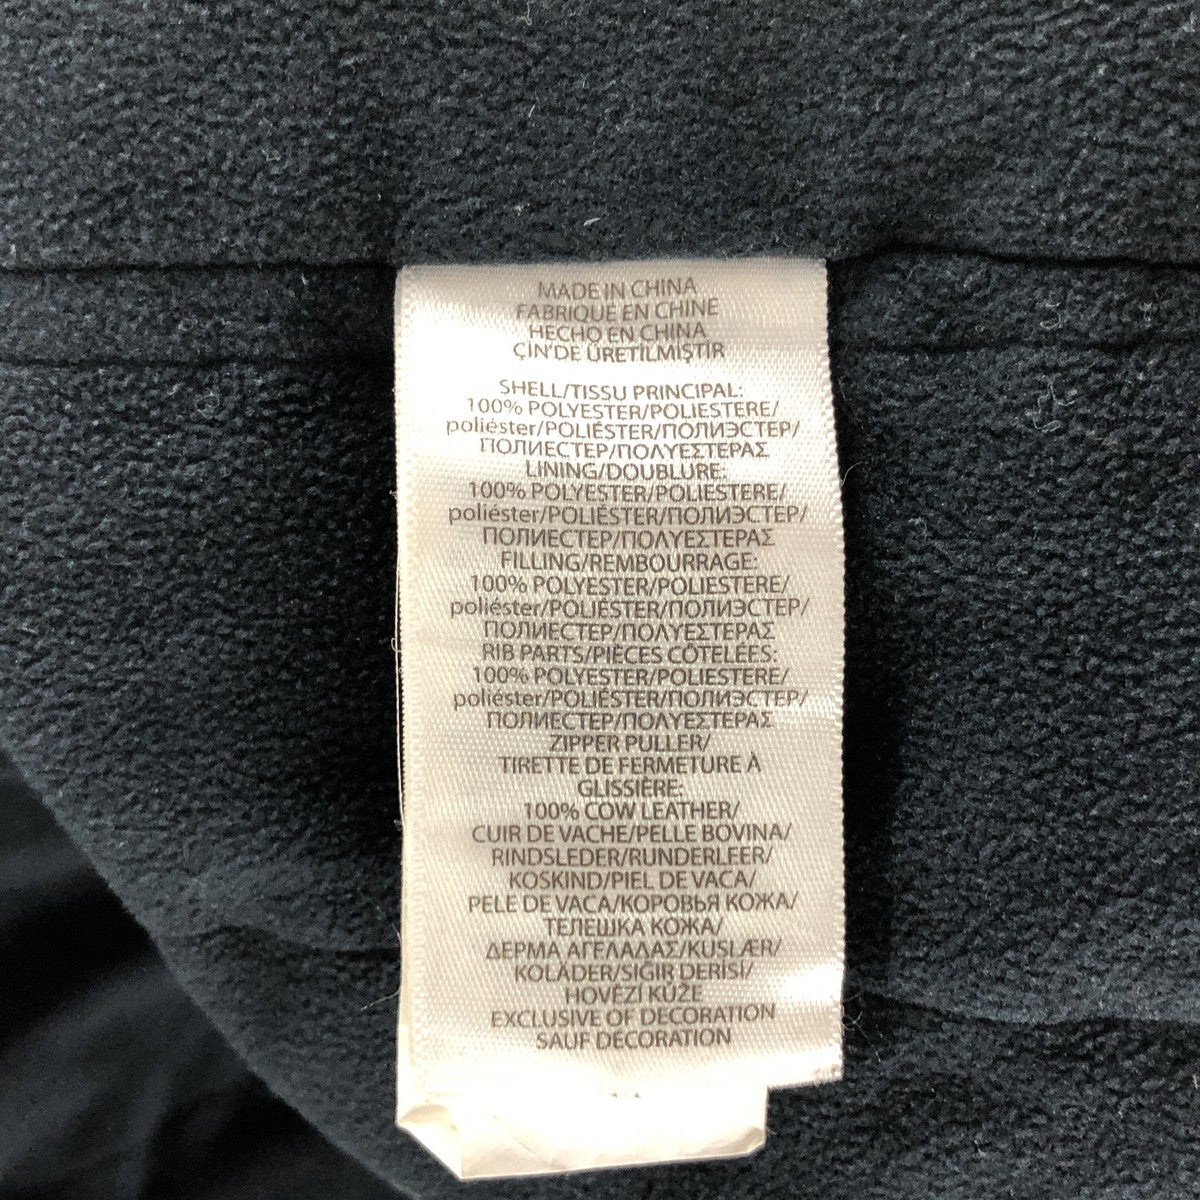 MADE IN CHINA
FABRIQUE EN CHINE
HECHO EN CHINA
ÇIN'DE ÜRETİLMİŞTİR
SHELL/TISSU PRINCIPAL:
100% POLYESTER/POLIESTERE/
poliéster/POLIÉSTER/ПОЛИЭСТЕР/
ПОЛИЕСТЕР/ΠΟΛΥΕΣΤΕΡΑΣ
LINING/DOUBLURE:
100% POLYESTER/POLIESTERE/
poliéster/POLIÉSTER/ПОЛИЭСТЕР/
ПОЛИЕСТЕР/ΠΟΛΥΕΣΤΕΡΑΣ
FILLING/REMBOURRAGE:
100% POLYESTER/POLIESTERE/
poliéster/POLIÉSTER/ПОЛИЭСТЕР/
ПОЛИЕСТЕР/ΠΟΛΥΕΣΤΕΡΑΣ
RIB PARTS/PIÈCES CÔTELÉES:
100% POLYESTER/POLIESTERE/
poliéster/POLIÉSTER/ПОЛИЭСТЕР/
ПОЛИЕСТЕР/ΠΟΛΥΕΣΤΕΡΑΣ
ZIPPER PULLER/
TIRETTE DE FERMETURE À
GLISSIÈRE:
100% COW LEATHER/
CUIR DE VACHE/PELLE BOVINA/
RINDSLEDER/RUNDERLEER/
KOSKIND/PIEL DE VACA/
PELE DE VACA/КОРОВЬЯ КОЖА/
ТЕЛЕШКА КОЖА/
ΔΕΡΜΑ ΑΓΕΛΑΔΑΣ/KUSLÆR/
KOLÄDER/SIGIR DERİSİ/
HOVĚZÍ KŮŽE
EXCLUSIVE OF DECORATION
SAUF DÉCORATION